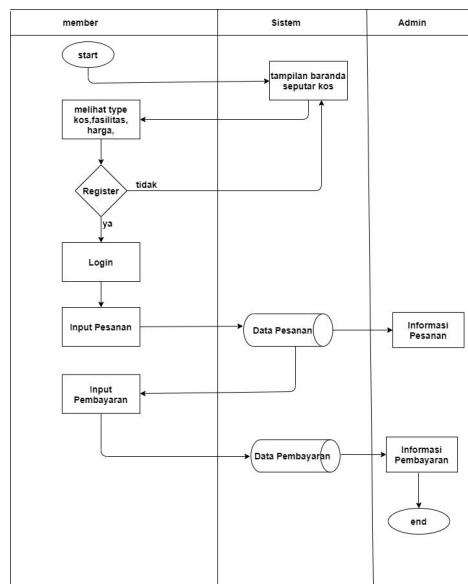 member
Sistem
Admin
start
tampilan baranda
seputar kos
melihat type
kos,fasilitas,
harga,
Register
tidak
ya
Login
Input Pesanan
Data Pesanan
Informasi
Pesanan
Input
Pembayaran
Data Pembayaran
Informasi
Pembayaran
end